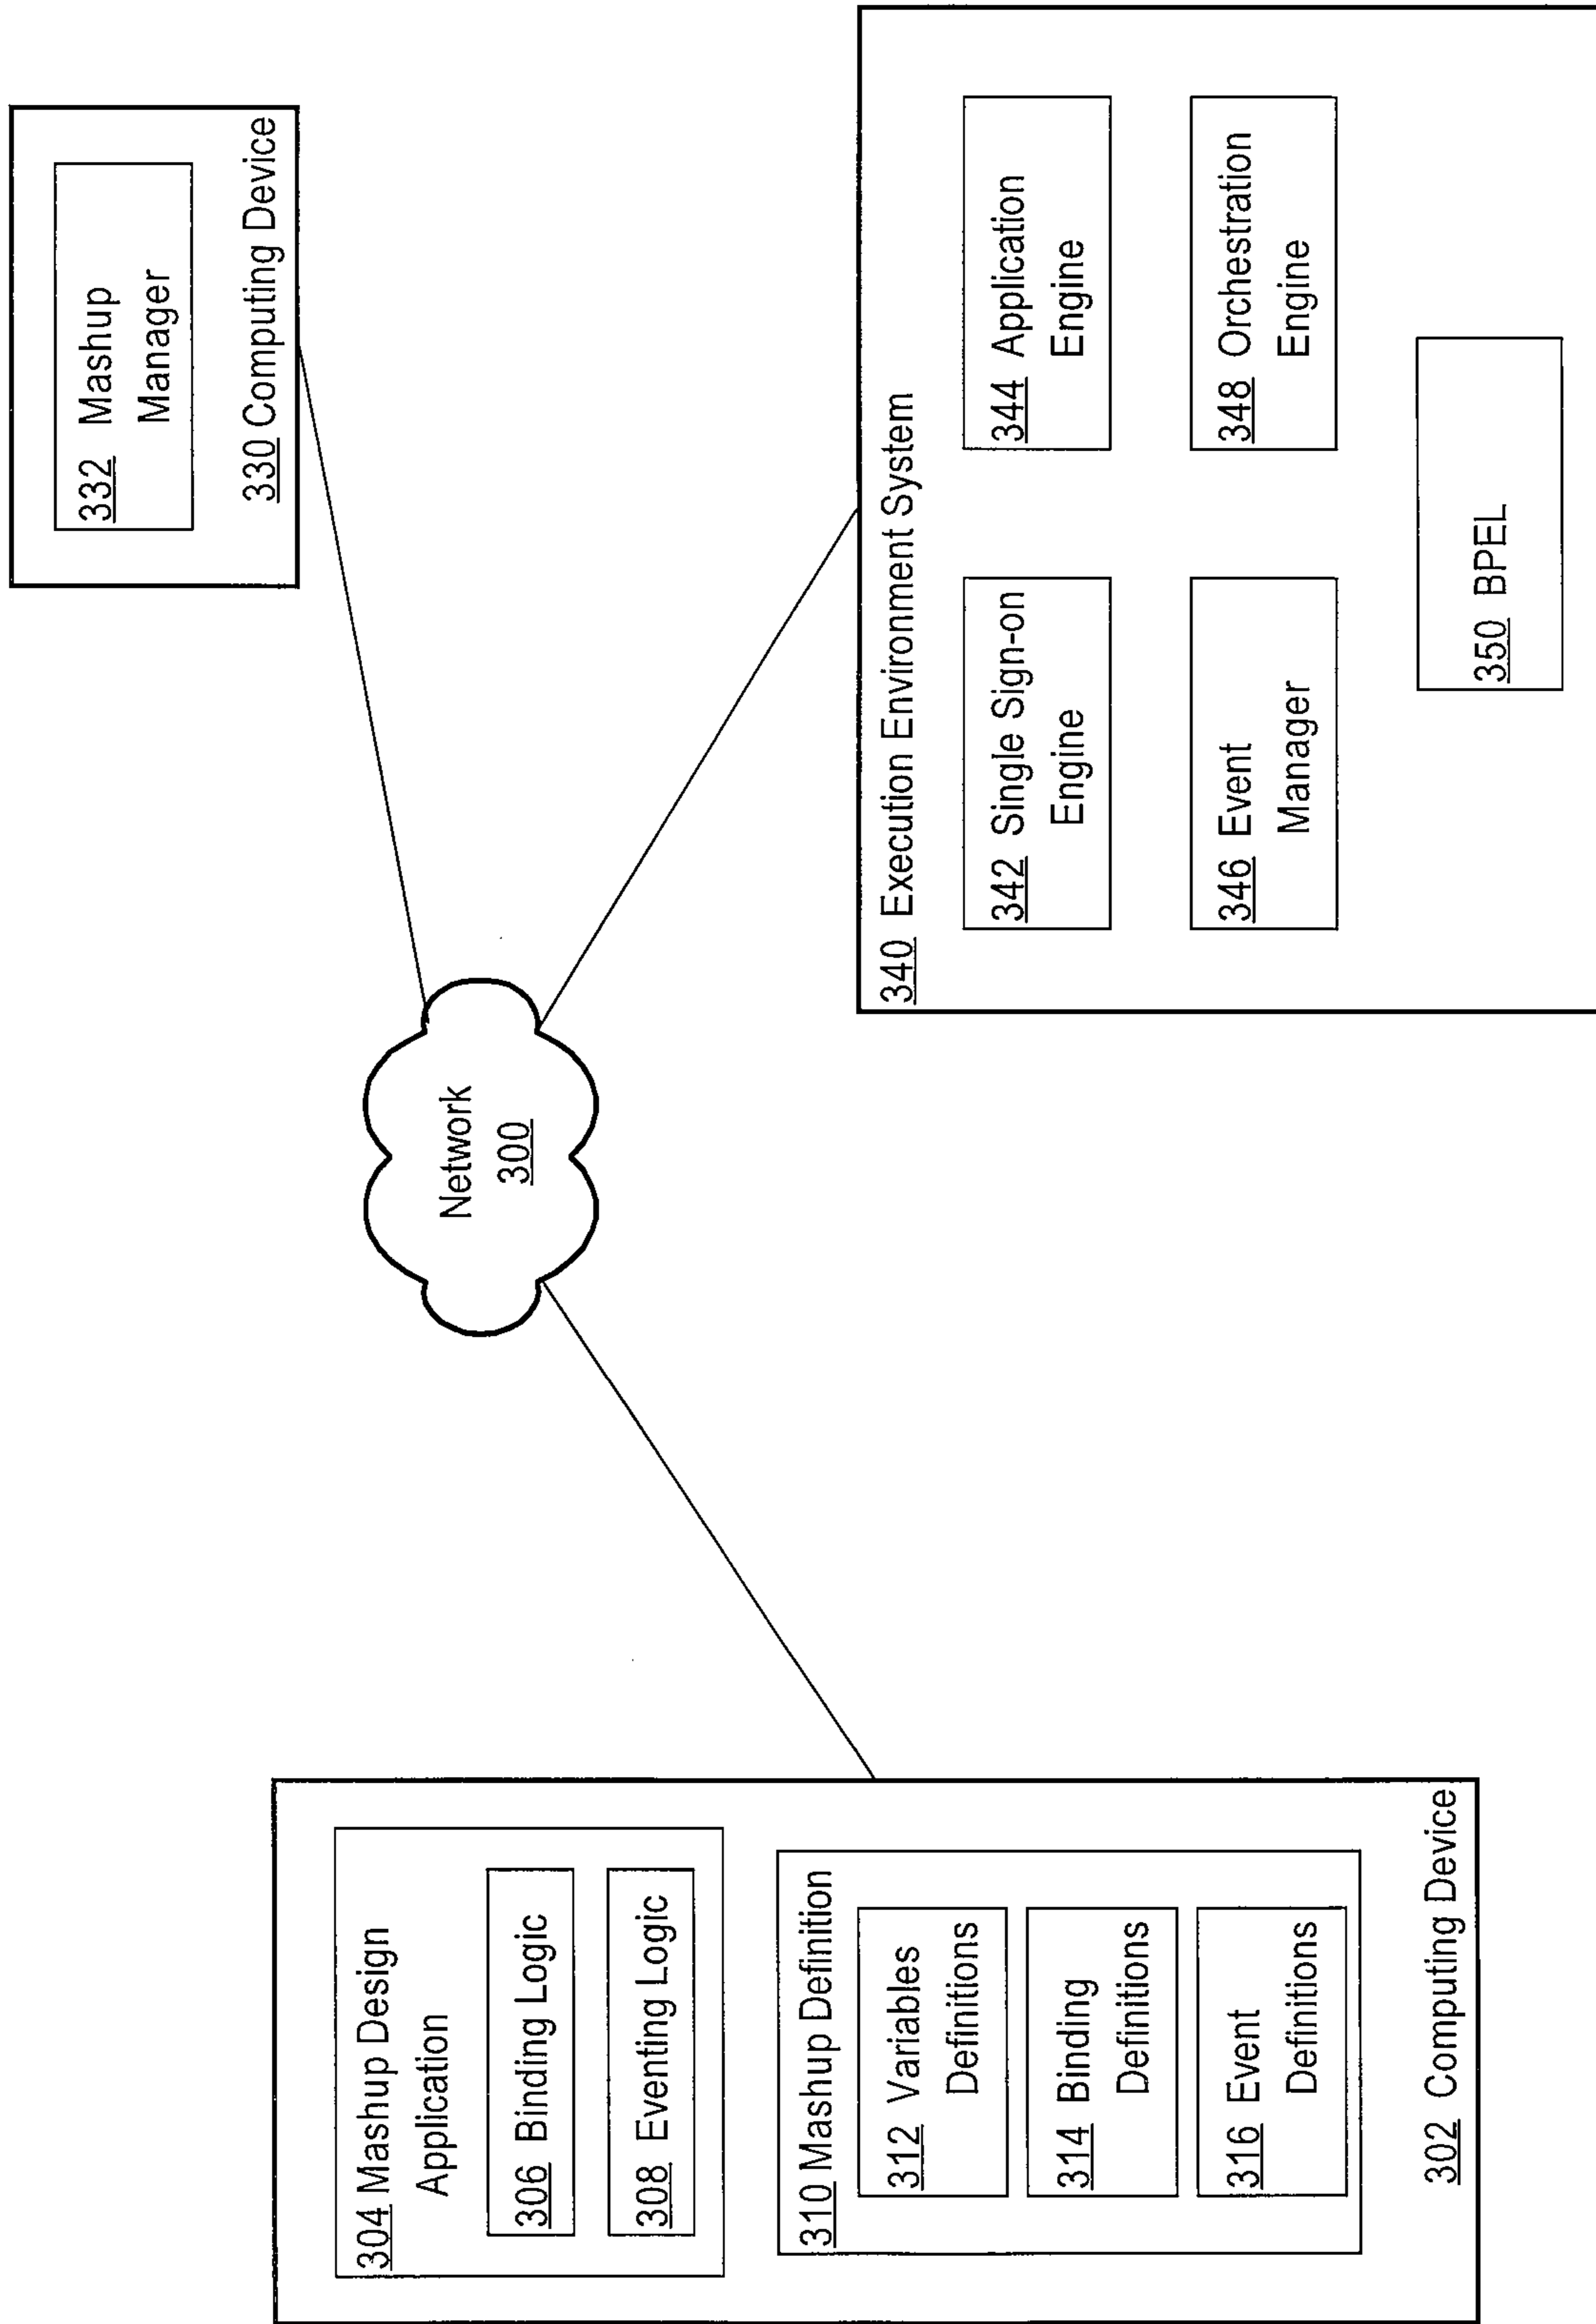 304 Mashup Design
Application
306 Binding Logic
308 Eventing Logic
310 Mashup Definition
312 Variables
Definitions
314 Binding
Definitions
316 Event
Definitions
302 Computing Device
Network
300
332 Mashup
Manager
330 Computing Device
340 Execution Environment System
342 Single Sign-on
Engine
344 Application
Engine
346 Event
Manager
348 Orchestration
Engine
350 BPEL